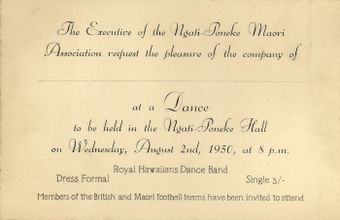 The Executive of the Ngati-Poneke Maori
Association request the pleasure of the company of
at a Dance
to be held in the Ngati-Poneke Hall
on Wednesday, August 2nd, 1950, at 8 p.m.
Royal Hawaiians Dance Band
Dress Formal Single 5/-
Members of the British and Maori football teams have been invited to attend